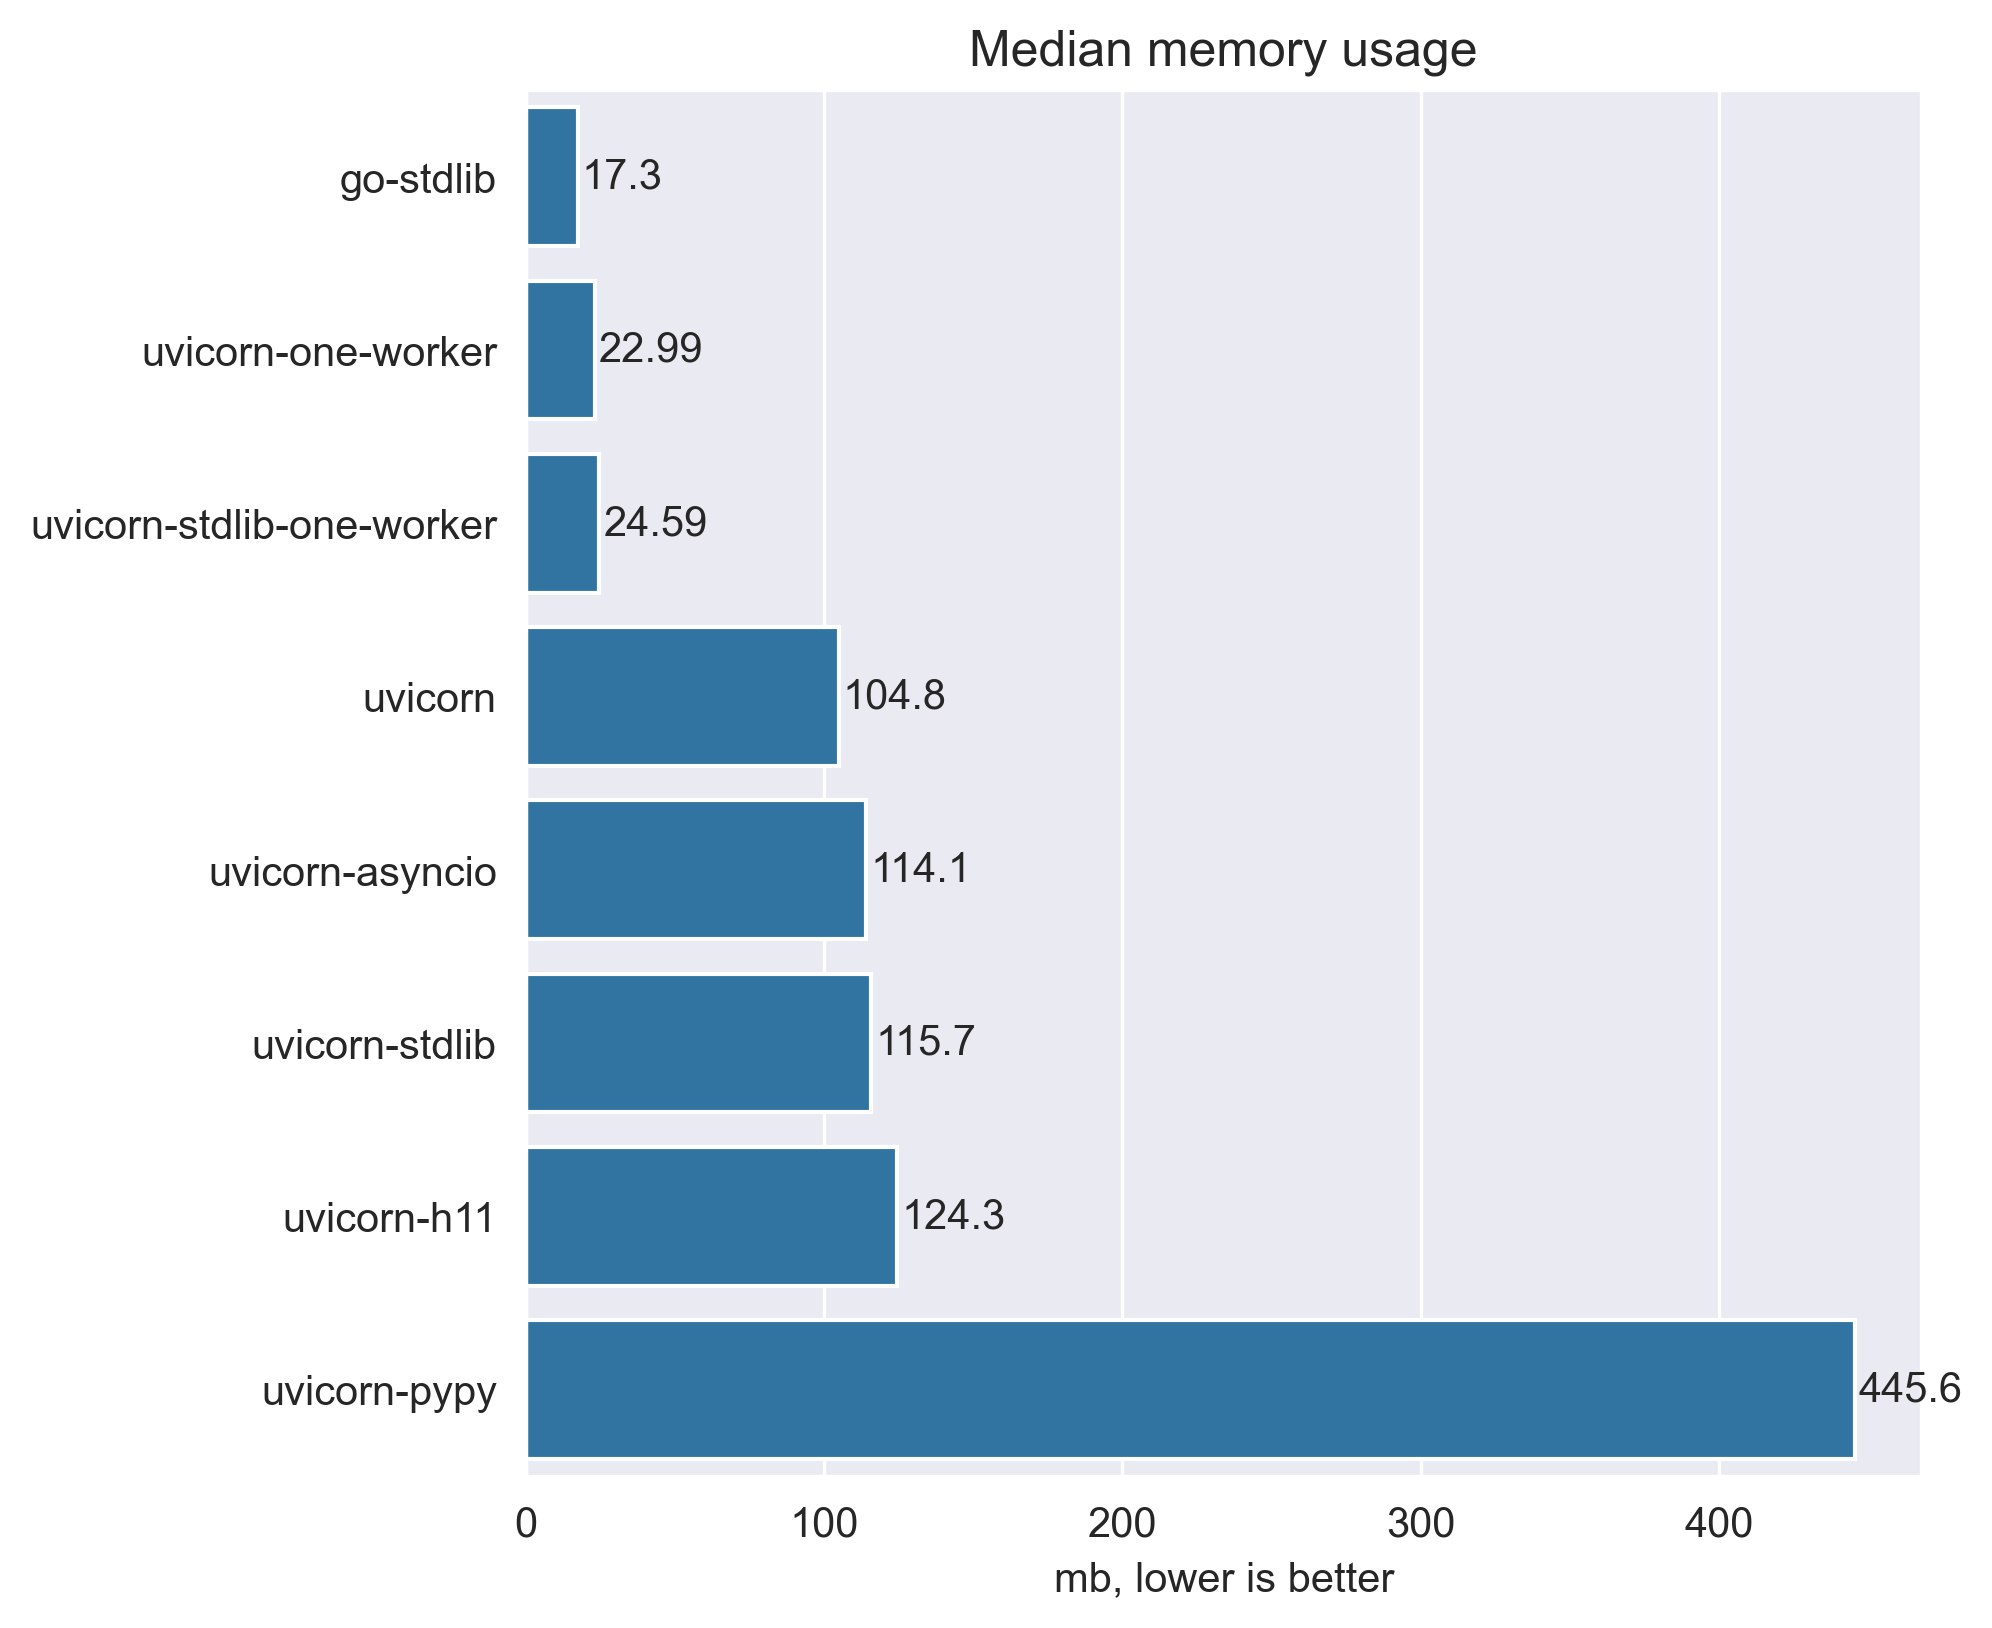 Median memory usage
go-stdlib 17.3
uvicorn-one-worker 22.99
uvicorn-stdlib-one-worker 24.59
uvicorn 104.8
uvicorn-asyncio 114.1
uvicorn-stdlib 115.7
uvicorn-h11 124.3
uvicorn-pypy 445.6
0 100 200 300 400
mb, lower is better